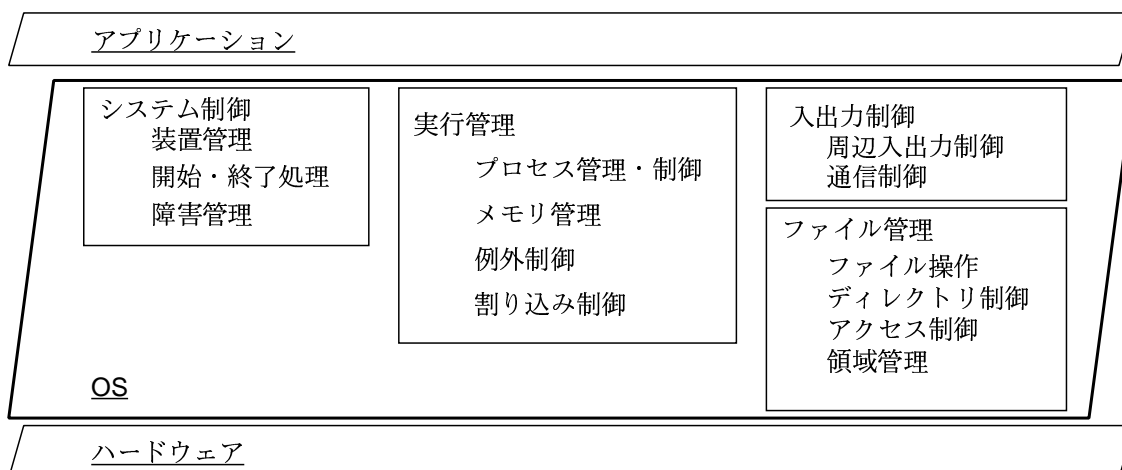 アプリケーション
システム制御
装置管理
開始・終了処理
障害管理
実行管理
プロセス管理・制御
メモリ管理
例外制御
割り込み制御
入出力制御
周辺入出力制御
通信制御
ファイル管理
ファイル操作
ディレクトリ制御
アクセス制御
領域管理
OS
ハードウェア